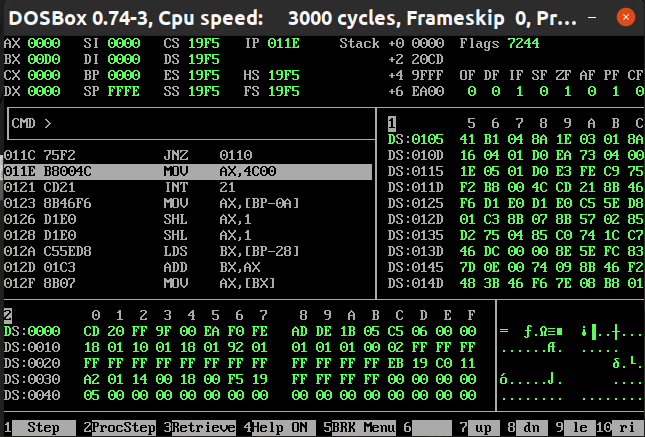 DOSBox 0.74-3, Cpu speed: 3000 cycles, Frameskip 0, Pr...
AX 0000 SI 0000 CS 19F5 IP 011E Stack +0 0000 Flags 7244
BX 00D0 DI 0000 DS 19F5 +2 20CD
CX 0000 BP 0000 ES 19F5 HS 19F5 +4 9FFF OF DF IF SF ZF AF PF CF
DX 0000 SP FFFE SS 19F5 FS 19F5 +6 EA00 0 0 1 0 1 0 1 0
CMD >
011C 75F2 JNZ 0110
011E B8004C MOV AX,4C00
0121 CD21 INT 21
0123 8B46F6 MOV AX,[BP-0A]
0126 D1E0 SHL AX,1
0128 D1E0 SHL AX,1
012A C55ED8 LDS BX,[BP-28]
012D 01C3 ADD BX,AX
012F 8B07 MOV AX,[BX]
1 5 6 7 8 9 A B C
DS:0105 41 B1 04 8A 1E 03 01 8A
DS:010D 16 04 01 D0 EA 73 04 00
DS:0115 1E 05 01 D0 E3 FE C9 75
DS:011D F2 B8 00 4C CD 21 8B 46
DS:0125 F6 D1 E0 D1 E0 C5 5E D8
DS:012D 01 C3 8B 07 8B 57 02 85
DS:0135 D2 75 04 85 C0 74 1C C7
DS:013D 46 DC 00 00 8E 5E FC 83
DS:0145 7D 0E 00 74 09 8B 46 F2
DS:014D 48 3B 46 F6 7E 08 B8 01
2 0 1 2 3 4 5 6 7 8 9 A B C D E F
DS:0000 CD 20 FF 9F 00 EA F0 FE AD DE 1B 05 C5 06 00 00
DS:0010 18 01 10 01 18 01 92 01 01 01 01 00 02 FF FF FF
DS:0020 FF FF FF FF FF FF FF FF FF FF FF FF EB 19 C0 11
DS:0030 A2 01 14 00 18 00 F5 19 FF FF FF FF 00 00 00 00
DS:0040 05 00 00 00 00 00 00 00 00 00 00 00 00 00 00 00
1 Step 2ProcStep 3Retrieve 4Help ON 5BRK Menu 6 7 up 8 dn 9 le 10 ri